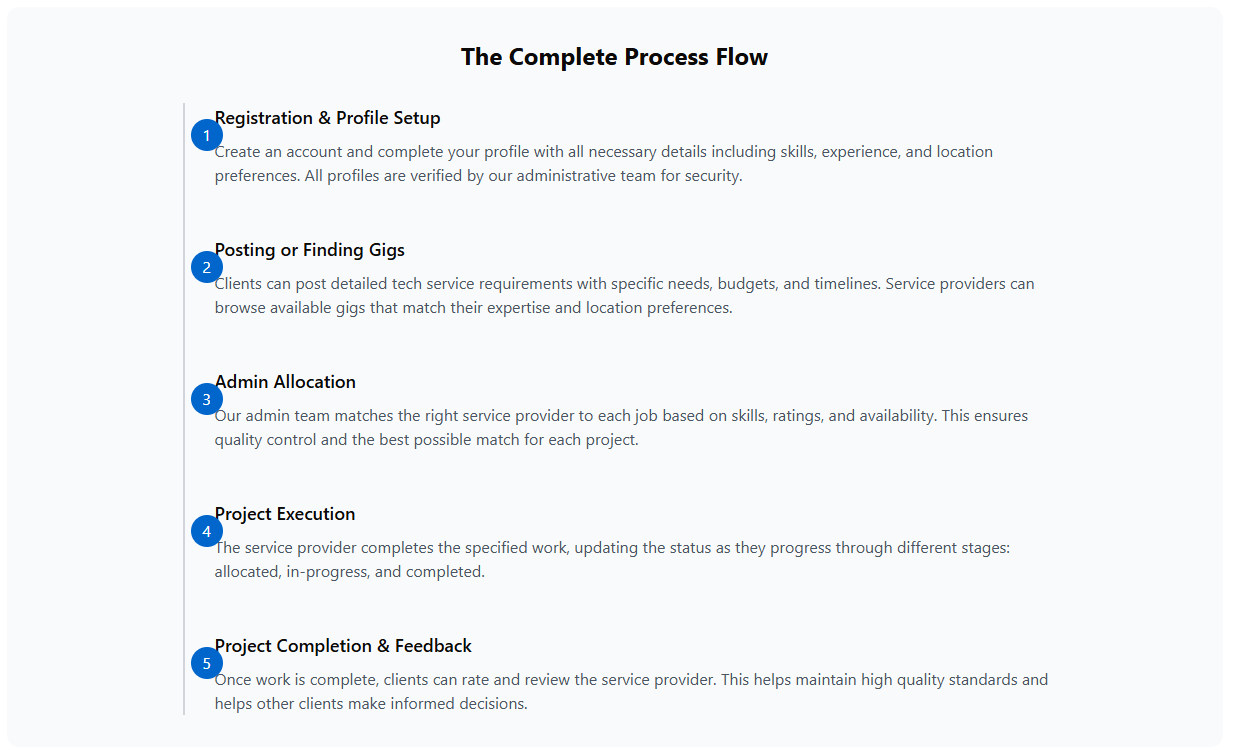 The Complete Process Flow
Registration & Profile Setup
1
Create an account and complete your profile with all necessary details including skills, experience, and location
preferences. All profiles are verified by our administrative team for security.
Posting or Finding Gigs
2
Clients can post detailed tech service requirements with specific needs, budgets, and timelines. Service providers can
browse available gigs that match their expertise and location preferences.
Admin Allocation
3
Our admin team matches the right service provider to each job based on skills, ratings, and availability. This ensures
quality control and the best possible match for each project.
Project Execution
4
The service provider completes the specified work, updating the status as they progress through different stages:
allocated, in-progress, and completed.
Project Completion & Feedback
5
Once work is complete, clients can rate and review the service provider. This helps maintain high quality standards and
helps other clients make informed decisions.